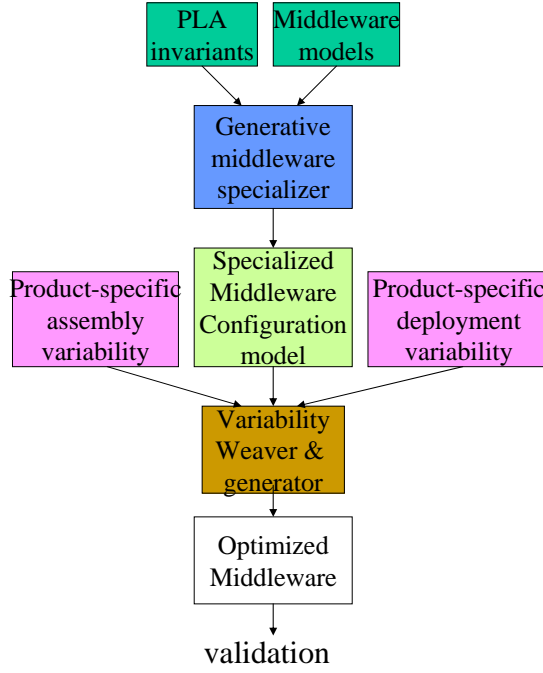 PLA
invariants
Middleware
models
Generative
middleware
specializer
Product-specific
assembly
variability
Specialized
Middleware
Configuration
model
Product-specific
deployment
variability
Variability
Weaver &
generator
Optimized
Middleware
validation